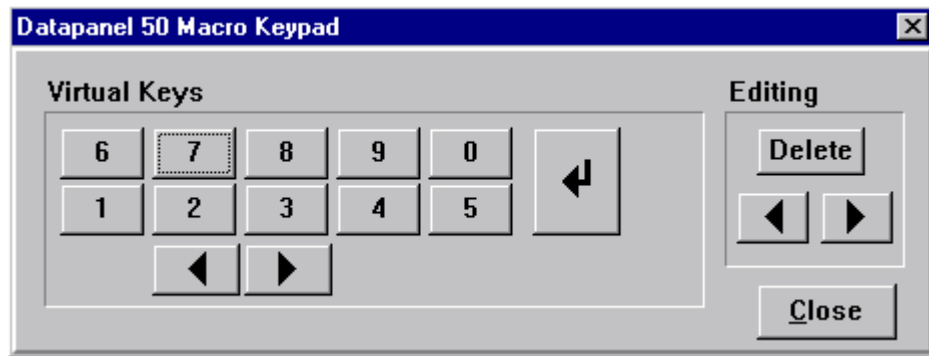 Datapanel 50 Macro Keypad
Virtual Keys
Editing
6 7 8 9 0
Delete
1 2 3 4 5
Close